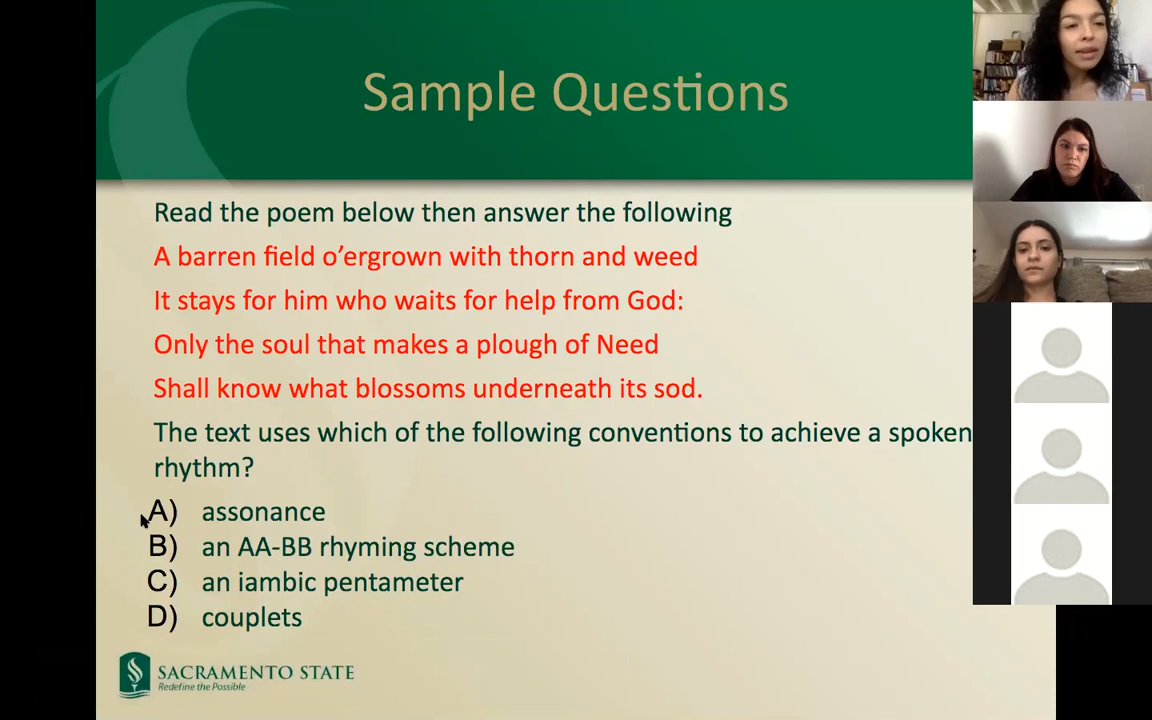 Sample Questions
Read the poem below then answer the following
A barren field o’ergrown with thorn and weed
It stays for him who waits for help from God:
Only the soul that makes a plough of Need
Shall know what blossoms underneath its sod.
The text uses which of the following conventions to achieve a spoken
rhythm?
A) assonance
B) an AA-BB rhyming scheme
C) an iambic pentameter
D) couplets
SACRAMENTO STATE
Redefine the Possible